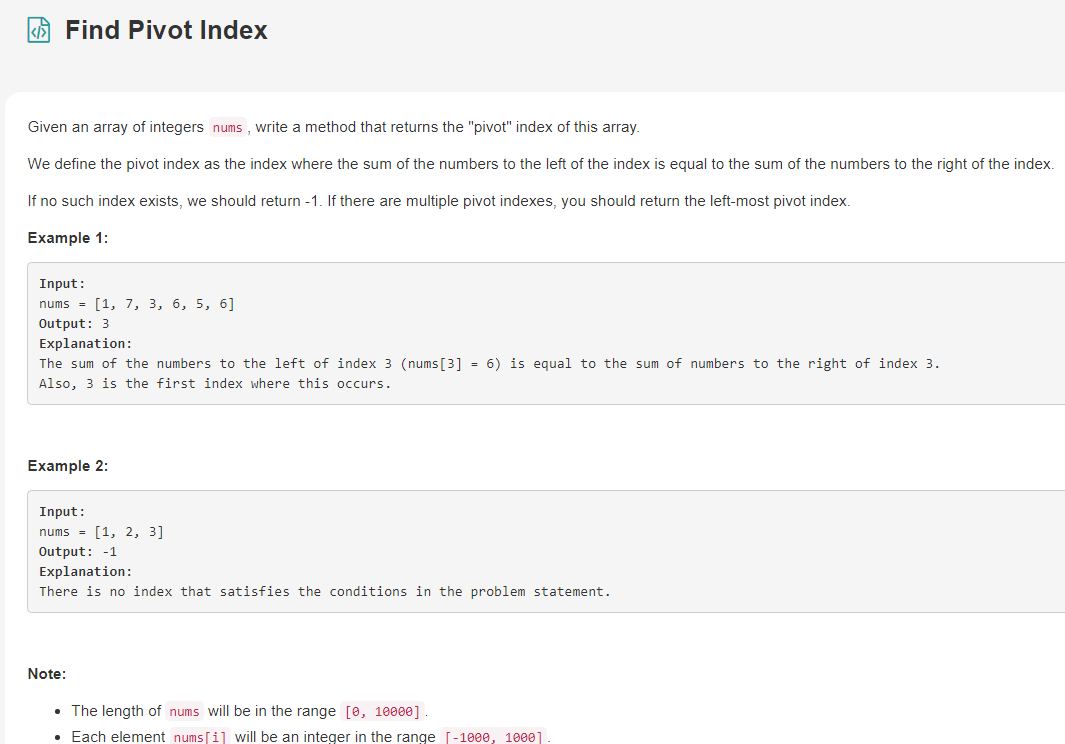 Find Pivot Index
Given an array of integers nums, write a method that returns the "pivot" index of this array.
We define the pivot index as the index where the sum of the numbers to the left of the index is equal to the sum of the numbers to the right of the index.
If no such index exists, we should return -1. If there are multiple pivot indexes, you should return the left-most pivot index.
Example 1:
Input:
nums = [1, 7, 3, 6, 5, 6]
Output: 3
Explanation:
The sum of the numbers to the left of index 3 (nums[3] = 6) is equal to the sum of numbers to the right of index 3.
Also, 3 is the first index where this occurs.
Example 2:
Input:
nums = [1, 2, 3]
Output: -1
Explanation:
There is no index that satisfies the conditions in the problem statement.
Note:
• The length of nums will be in the range [0, 10000].
• Each element nums[i] will be an integer in the range [-1000, 1000].